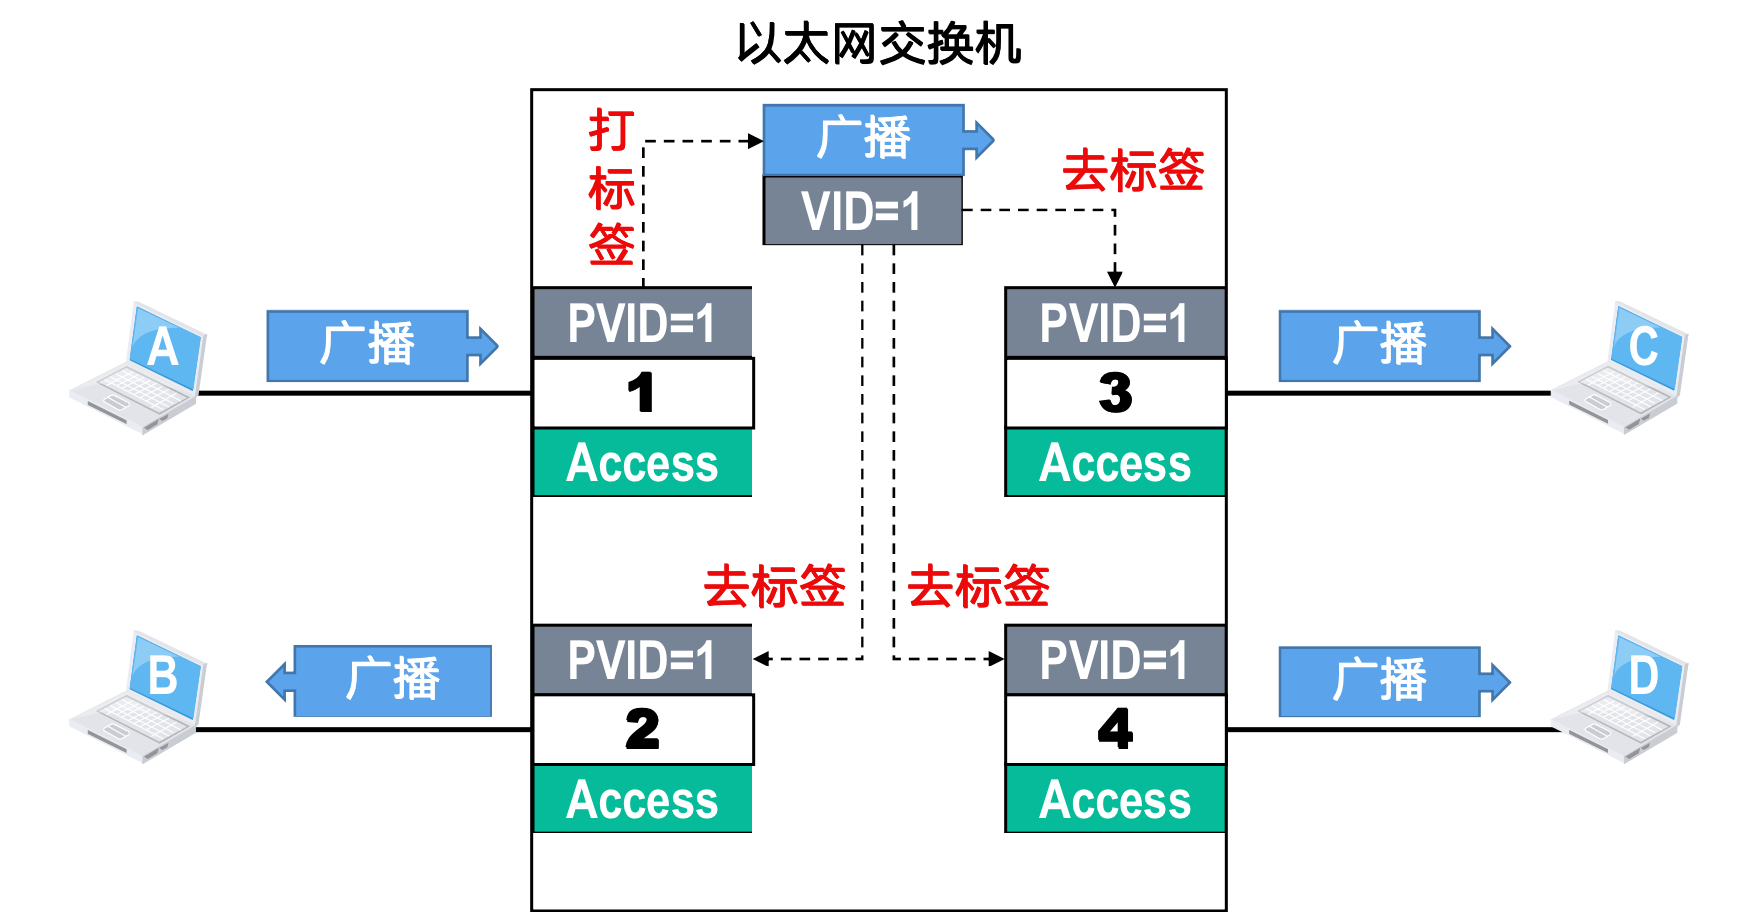 以太网交换机
打标签
广播
VID=1
去标签
A
广播
PVID=1
1
Access
PVID=1
3
Access
广播
C
去标签
去标签
B
广播
PVID=1
2
Access
PVID=1
4
Access
广播
D